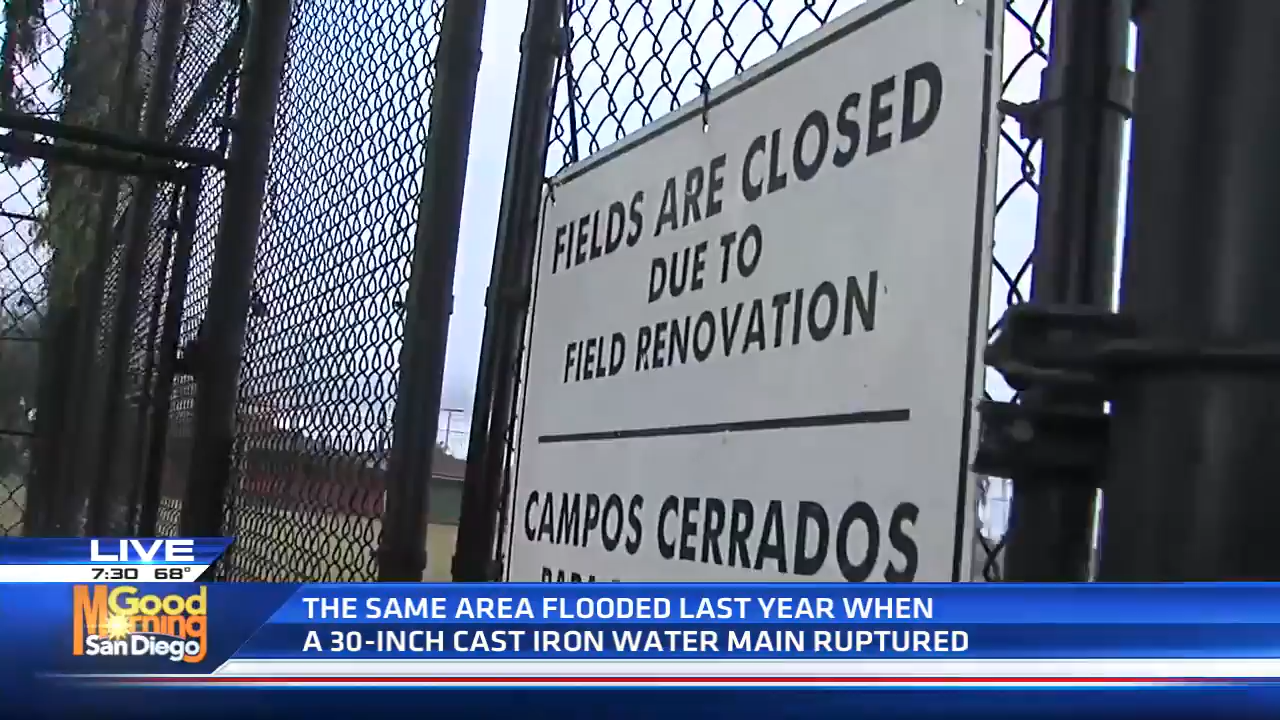 FIELDS ARE CLOSED
DUE TO
FIELD RENOVATION
CAMPOS CERRADOS
LIVE
7:30 68°
Good
Morning
San Diego
THE SAME AREA FLOODED LAST YEAR WHEN
A 30-INCH CAST IRON WATER MAIN RUPTURED